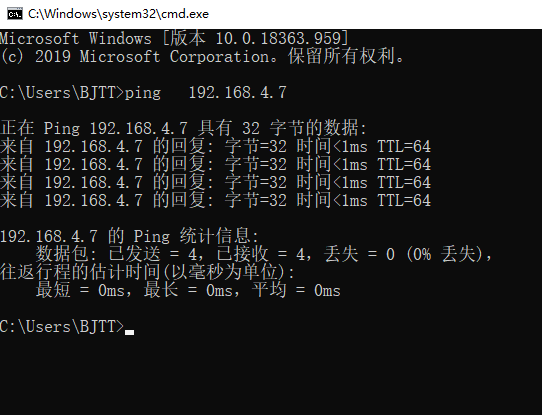 C:\Windows\system32\cmd.exe
Microsoft Windows [版本 10.0.18363.959]
(c) 2019 Microsoft Corporation。保留所有权利。
C:\Users\BJTT>ping   192.168.4.7
正在 Ping 192.168.4.7 具有 32 字节的数据:
来自 192.168.4.7 的回复: 字节=32 时间<1ms TTL=64
来自 192.168.4.7 的回复: 字节=32 时间<1ms TTL=64
来自 192.168.4.7 的回复: 字节=32 时间<1ms TTL=64
来自 192.168.4.7 的回复: 字节=32 时间<1ms TTL=64
192.168.4.7 的 Ping 统计信息:
    数据包: 已发送 = 4，已接收 = 4，丢失 = 0 (0% 丢失)，
往返行程的估计时间(以毫秒为单位):
    最短 = 0ms，最长 = 0ms，平均 = 0ms
C:\Users\BJTT>